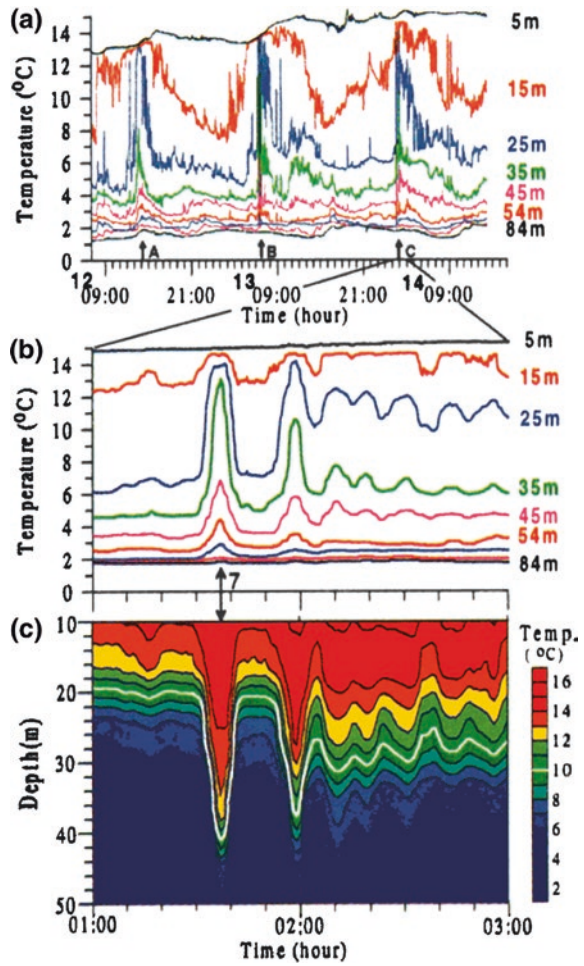 (a)
Temperature (°C)
14
12
10
8
6
4
2
0
5m
15m
25m
35m
45m
54m
84m
A
B
C
12
13
14
09:00
21:00
09:00
21:00
09:00
Time (hour)
(b)
Temperature (°C)
14
12
10
8
6
4
2
0
5m
15m
25m
35m
45m
54m
84m
7
(c)
Depth(m)
10
20
30
40
50
01:00
02:00
03:00
Time (hour)
Temp.
(°C)
16
14
12
10
8
6
4
2